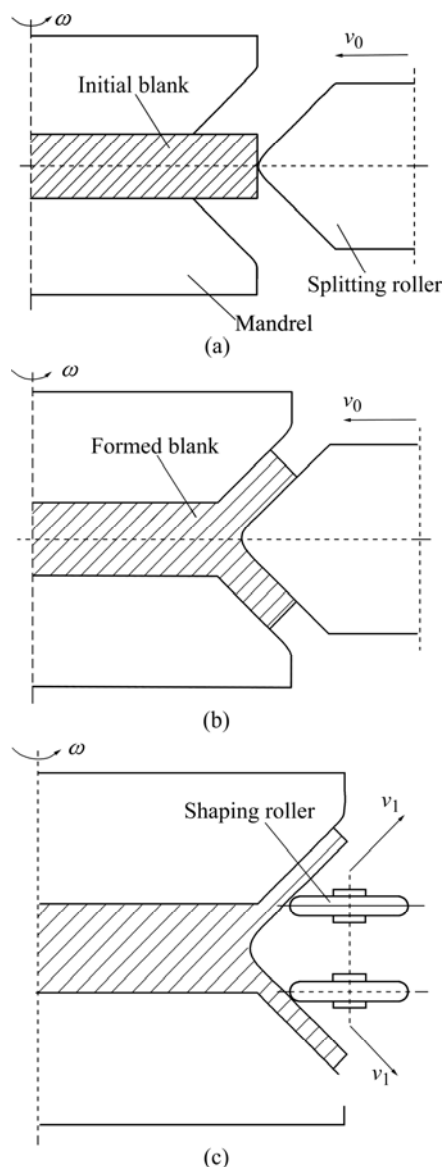 ω
v0
Initial blank
Splitting roller
Mandrel
(a)
ω
v0
Formed blank
(b)
ω
Shaping roller
v1
v1
(c)